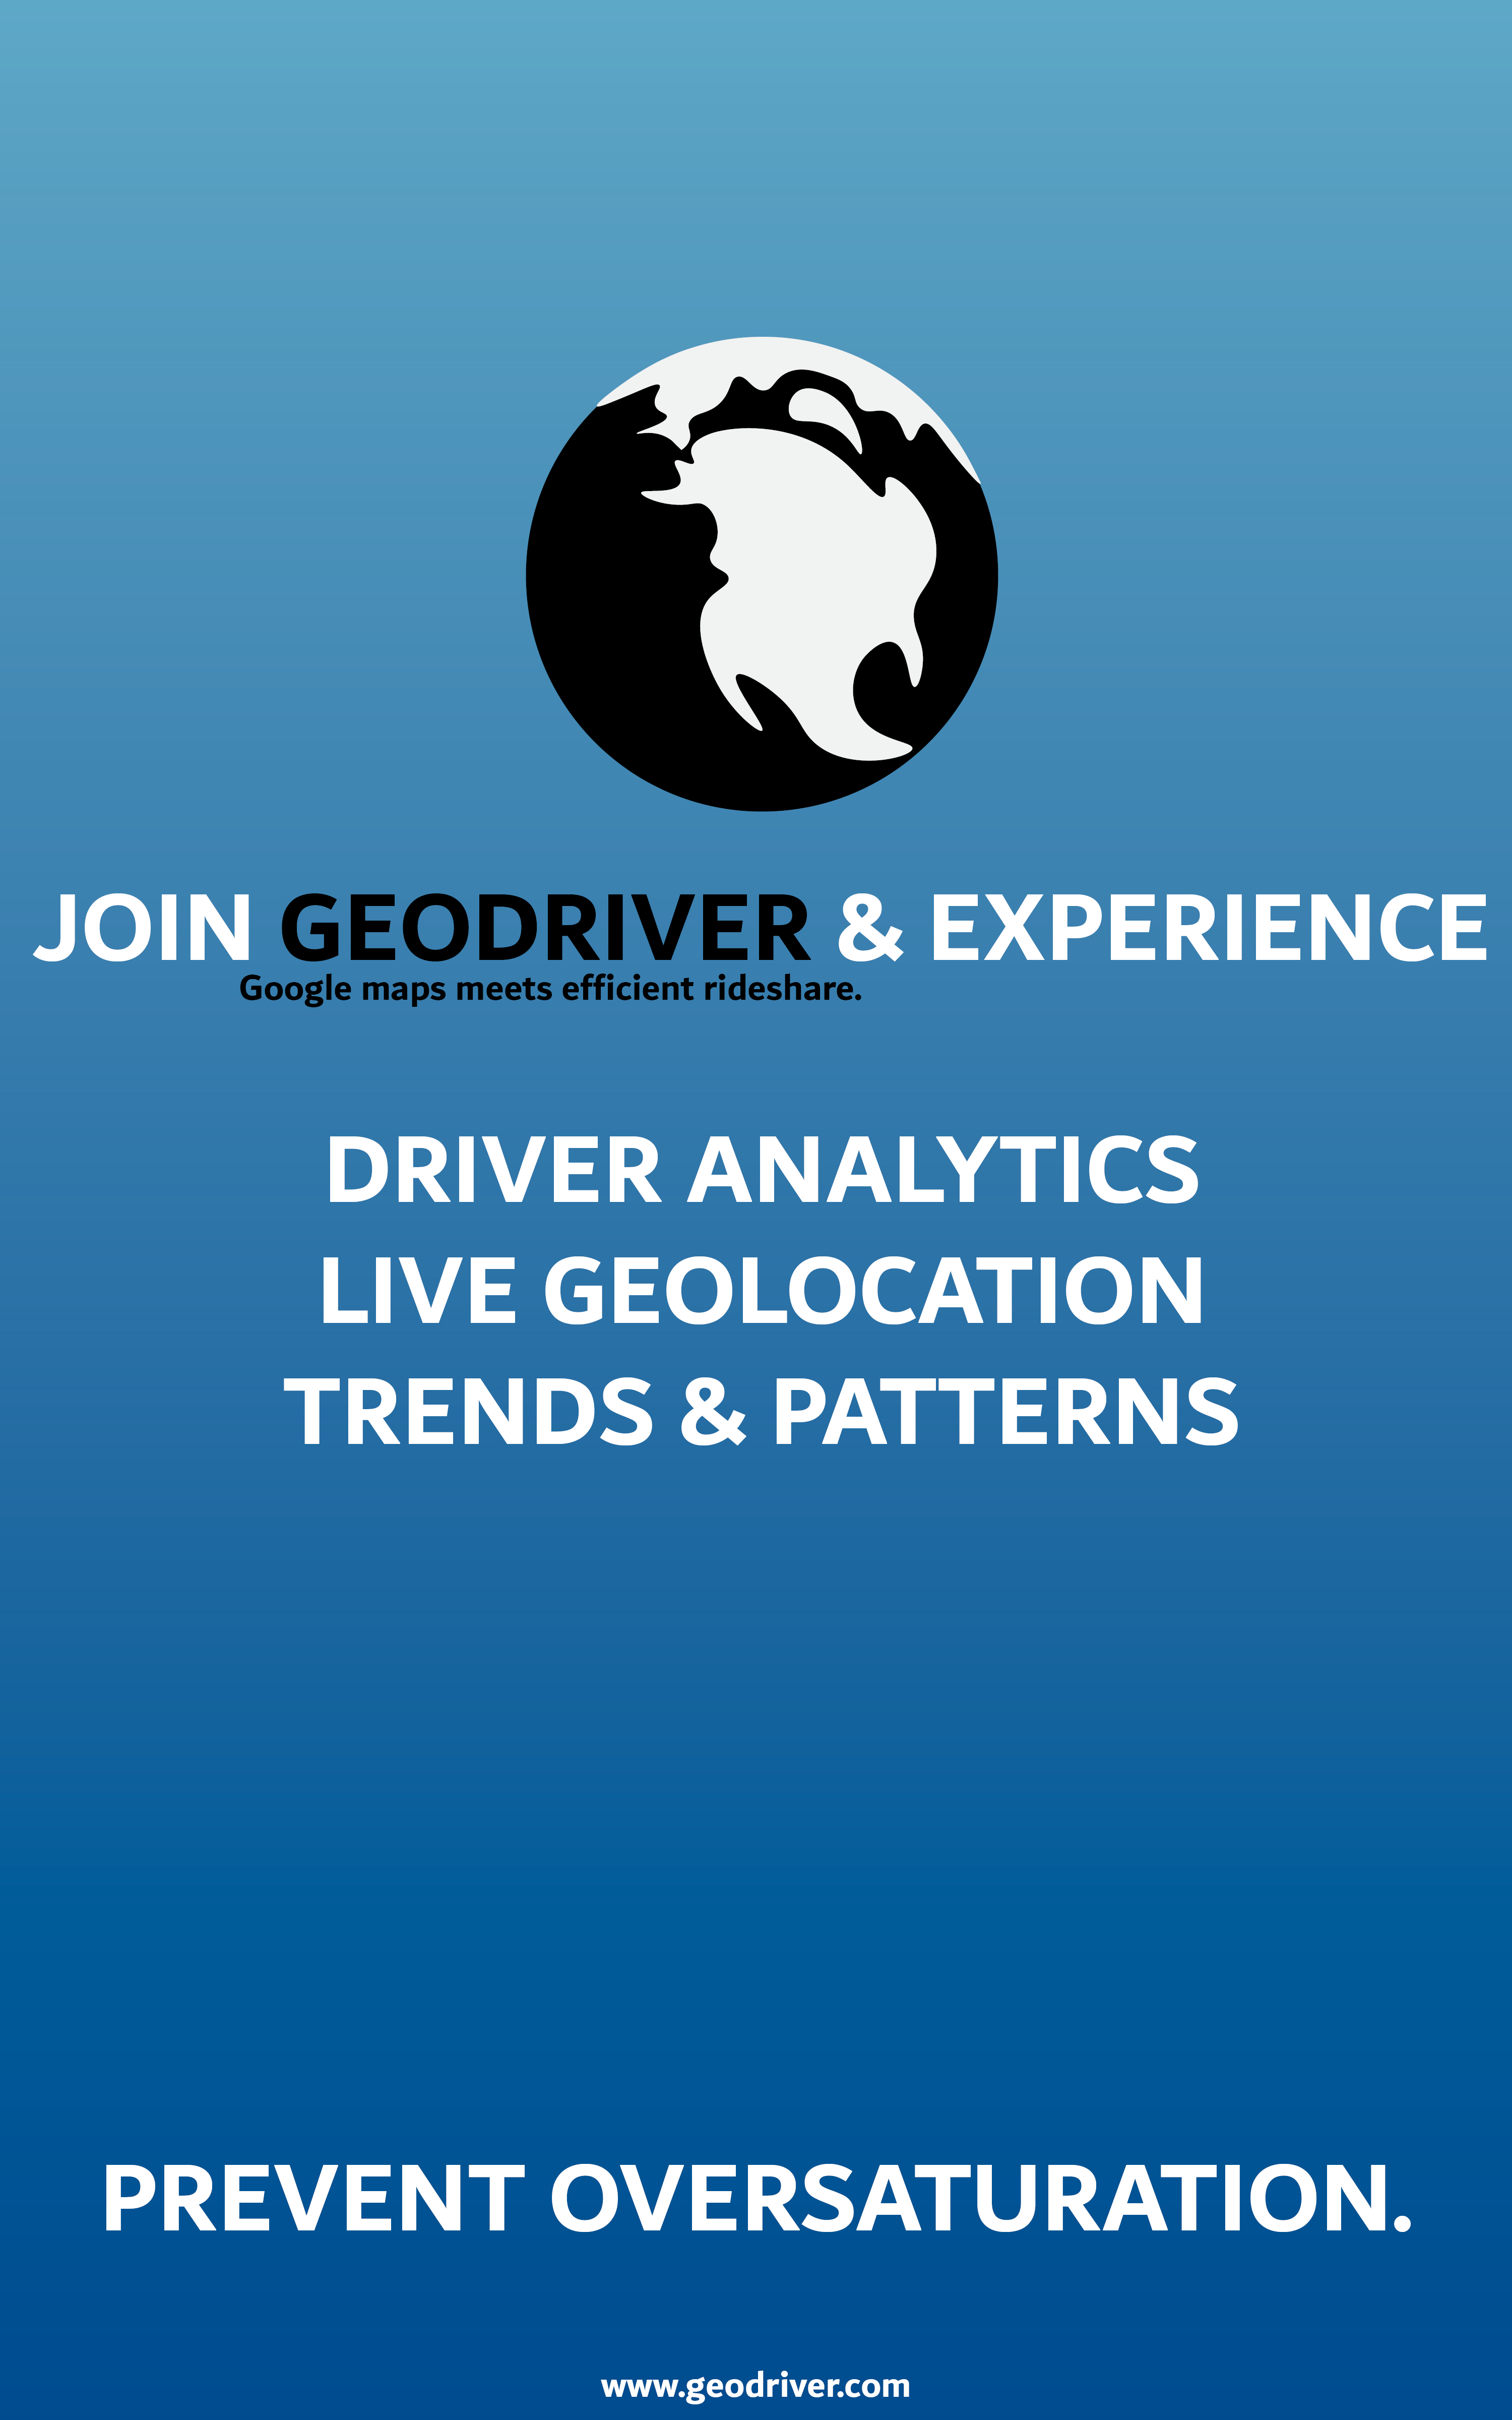 JOIN GEODRIVER & EXPERIENCE
Google maps meets efficient rideshare.
DRIVER ANALYTICS
LIVE GEOLOCATION
TRENDS & PATTERNS
PREVENT OVERSATURATION.
www.geodriver.com